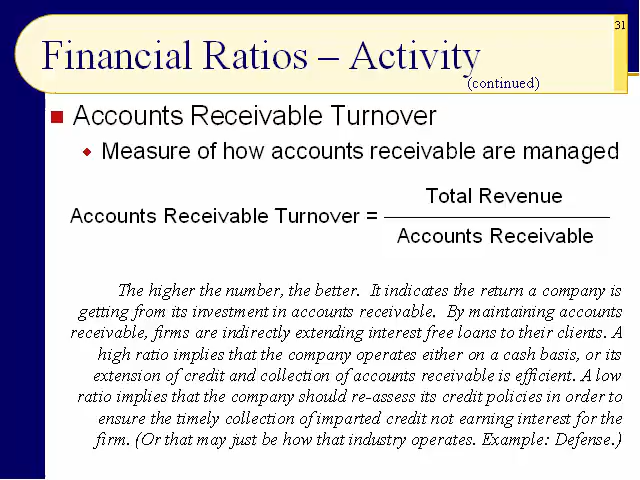 31
Financial Ratios – Activity
(continued)
Accounts Receivable Turnover
Measure of how accounts receivable are managed
Total Revenue
Accounts Receivable Turnover =
Accounts Receivable
The higher the number, the better. It indicates the return a company is
getting from its investment in accounts receivable. By maintaining accounts
receivable, firms are indirectly extending interest free loans to their clients. A
high ratio implies that the company operates either on a cash basis, or its
extension of credit and collection of accounts receivable is efficient. A low
ratio implies that the company should re-assess its credit policies in order to
ensure the timely collection of imparted credit not earning interest for the
firm. (Or that may just be how that industry operates. Example: Defense.)